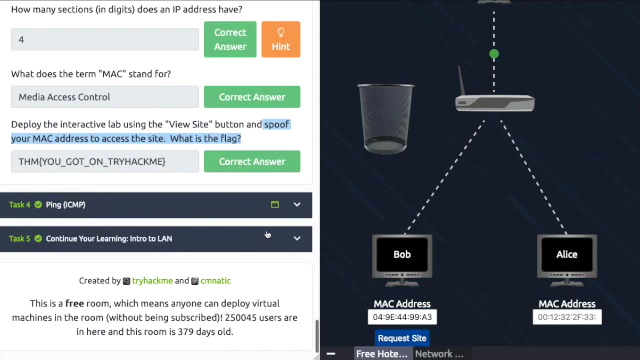 How many sections (in digits) does an IP address have?
4
Correct Answer
Hint
What does the term "MAC" stand for?
Media Access Control
Correct Answer
Deploy the interactive lab using the "View Site" button and spoof
your MAC address to access the site. What is the flag?
THM{YOU_GOT_ON_TRYHACKME}
Correct Answer
Task 4 Ping (ICMP)
Task 5 Continue Your Learning: Intro to LAN
Created by tryhackme and cmnatic
This is a free room, which means anyone can deploy virtual
machines in the room (without being subscribed)! 250045 users are
in here and this room is 379 days old.
Bob
Alice
MAC Address
04:9E:44:99:A3
Request Site
MAC Address
00:12:32:2F:33:
Free Hote...
Network ...